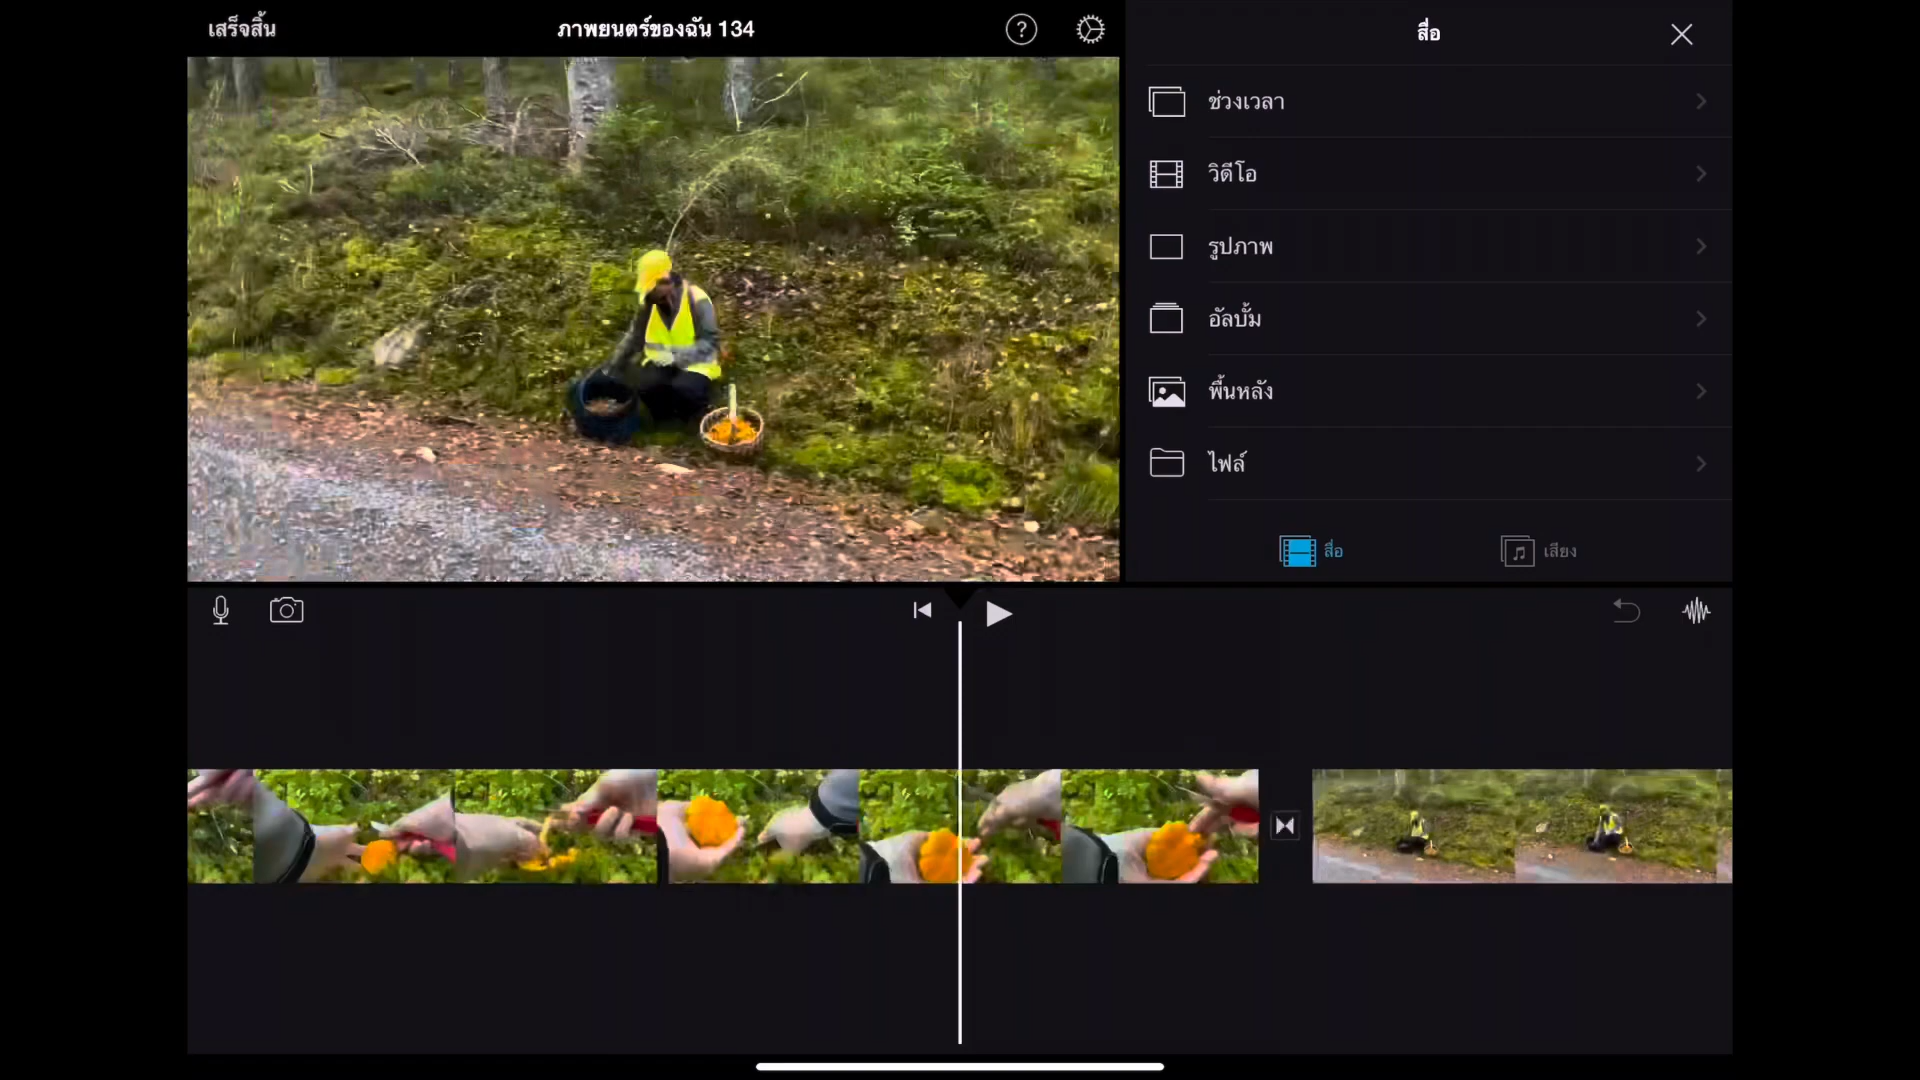 เสร็จสิ้น
ภาพยนตร์ของฉัน 134
?
สื่อ
ช่วงเวลา
วิดีโอ
รูปภาพ
อัลบั้ม
พื้นหลัง
ไฟล์
สื่อ
เสียง